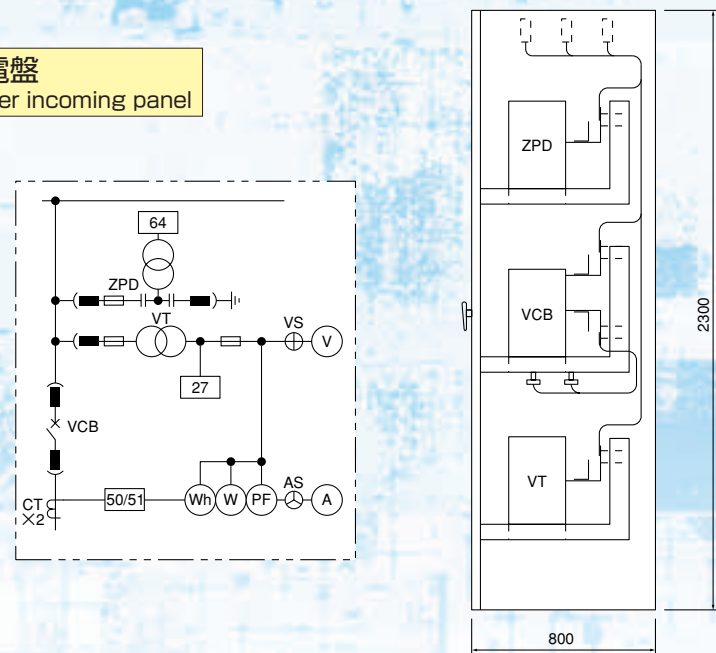 電盤
er incoming panel
64
ZPD
VT
VS
V
27
VCB
CT
×2
50/51
Wh
W
PF
AS
A
ZPD
VCB
VT
2300
800